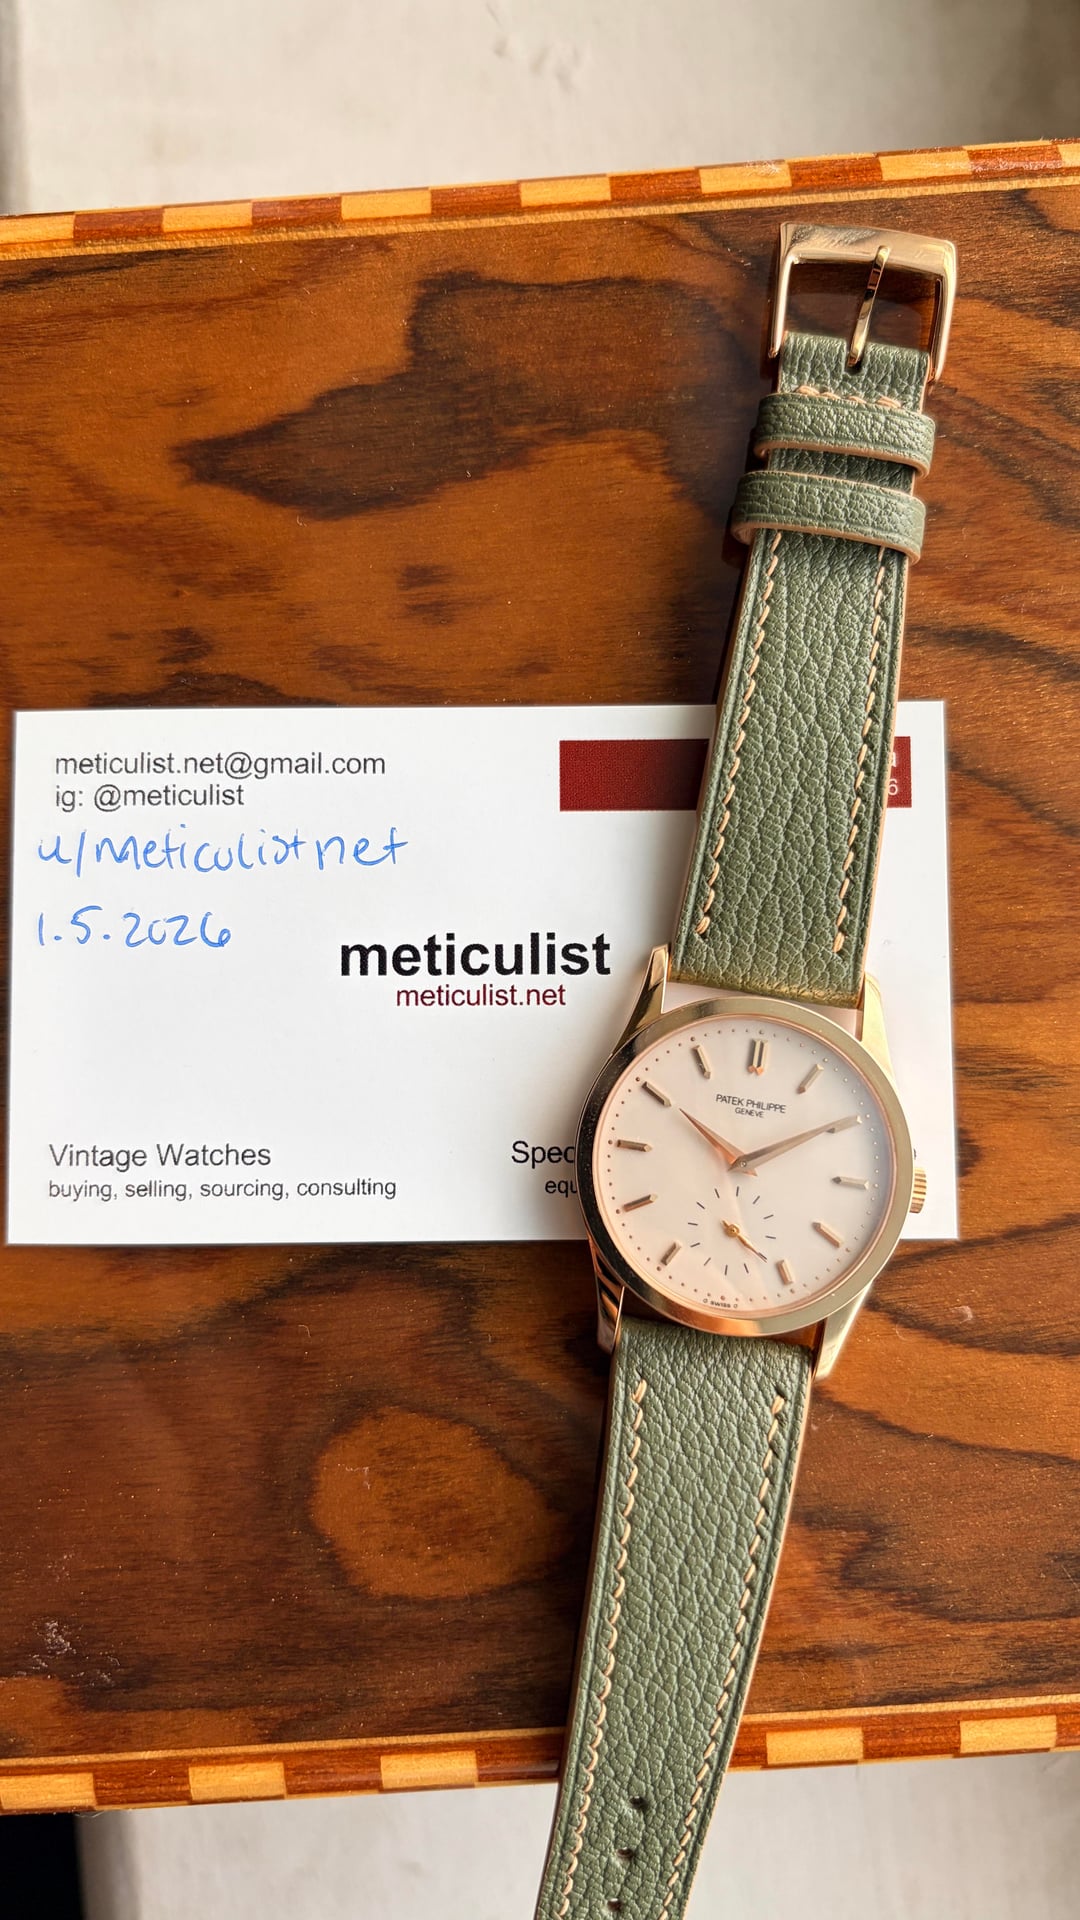 meticulist.net@gmail.com
ig: @meticulist
u/meticulistnet
1.5.2026
meticulist
meticulist.net
Vintage Watches
buying, selling, sourcing, consulting
PATEK PHILIPPE
GENEVE
SWISS